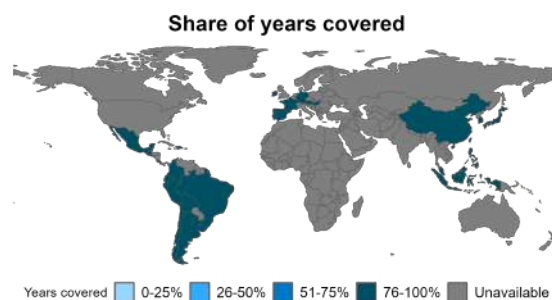 Share of years covered
Years covered 0-25% 26-50% 51-75% 76-100% Unavailable